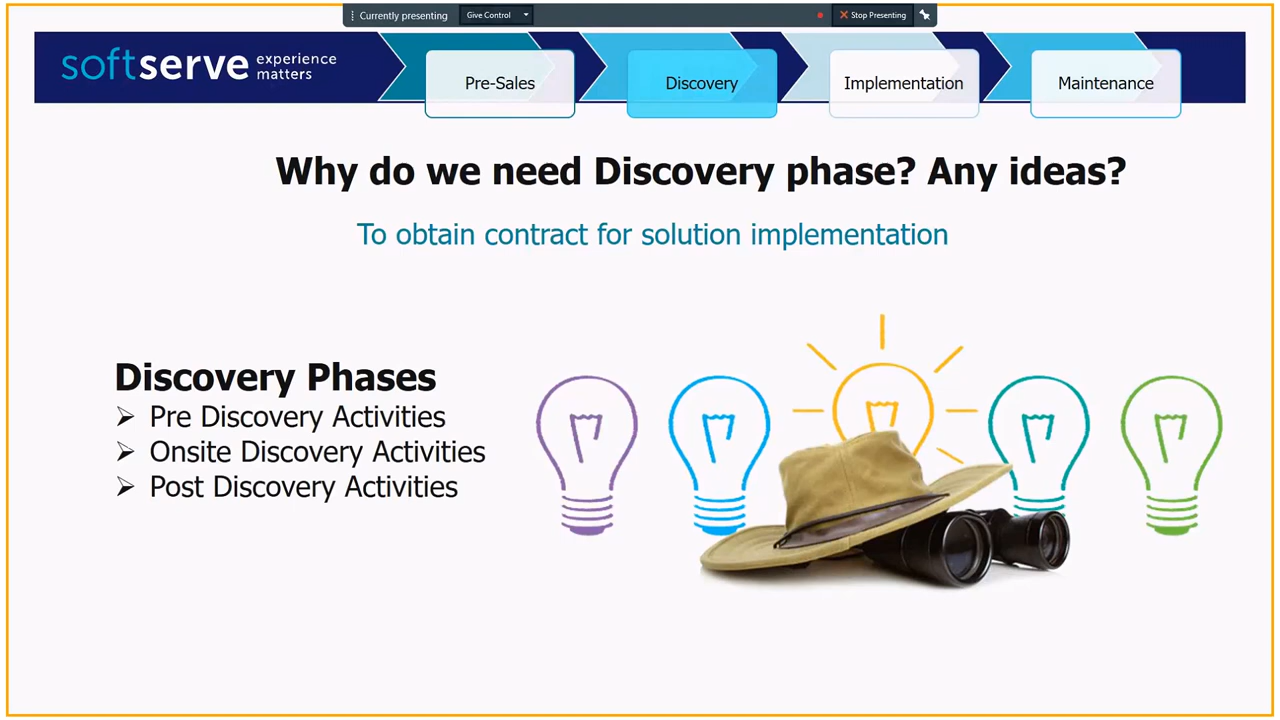 Currently presenting Give Control Stop Presenting
softserve experience matters
Pre-Sales Discovery Implementation Maintenance
Why do we need Discovery phase? Any ideas?
To obtain contract for solution implementation
Discovery Phases
Pre Discovery Activities
Onsite Discovery Activities
Post Discovery Activities